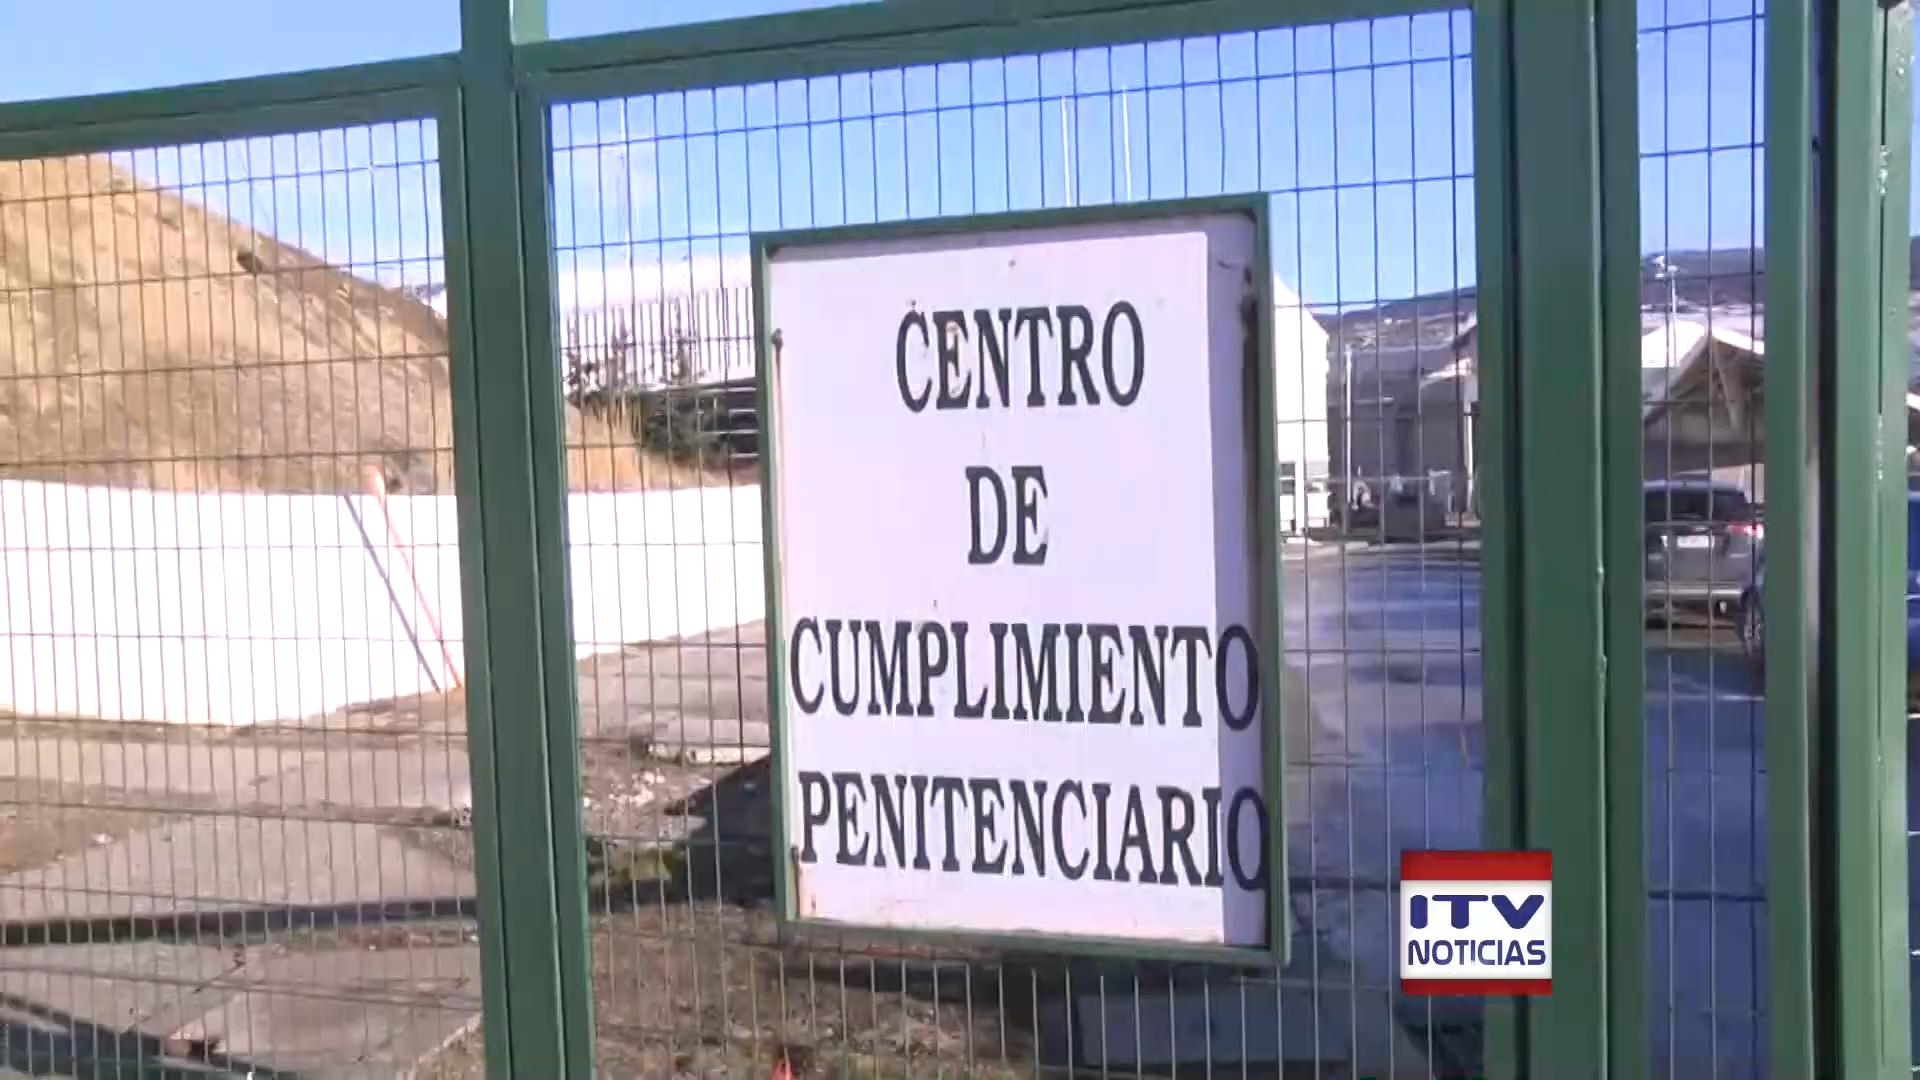 CENTRO
DE
CUMPLIMIENTO
PENITENCIARIO
ITV
NOTICIAS